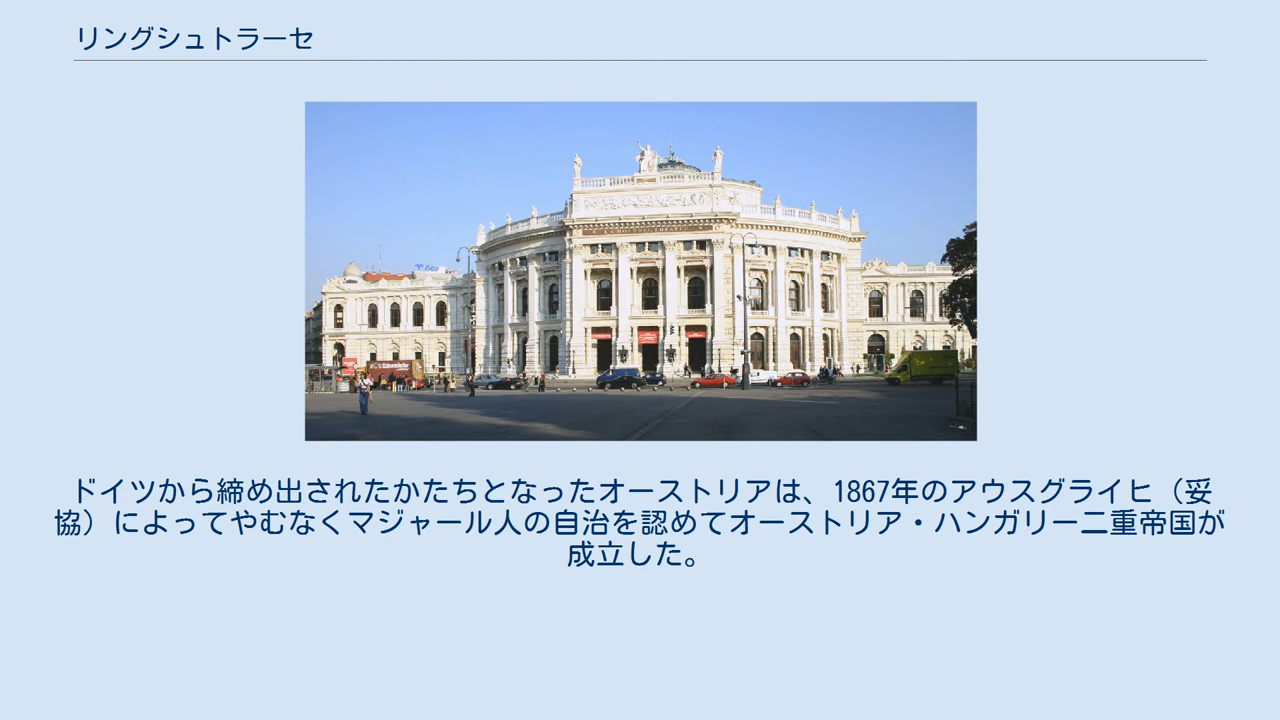 リングシュトラーセ
ドイツから締め出されたかたちとなったオーストリアは、1867年のアウスグライヒ（妥
協）によってやむなくマジャール人の自治を認めてオーストリア・ハンガリー二重帝国が
成立した。